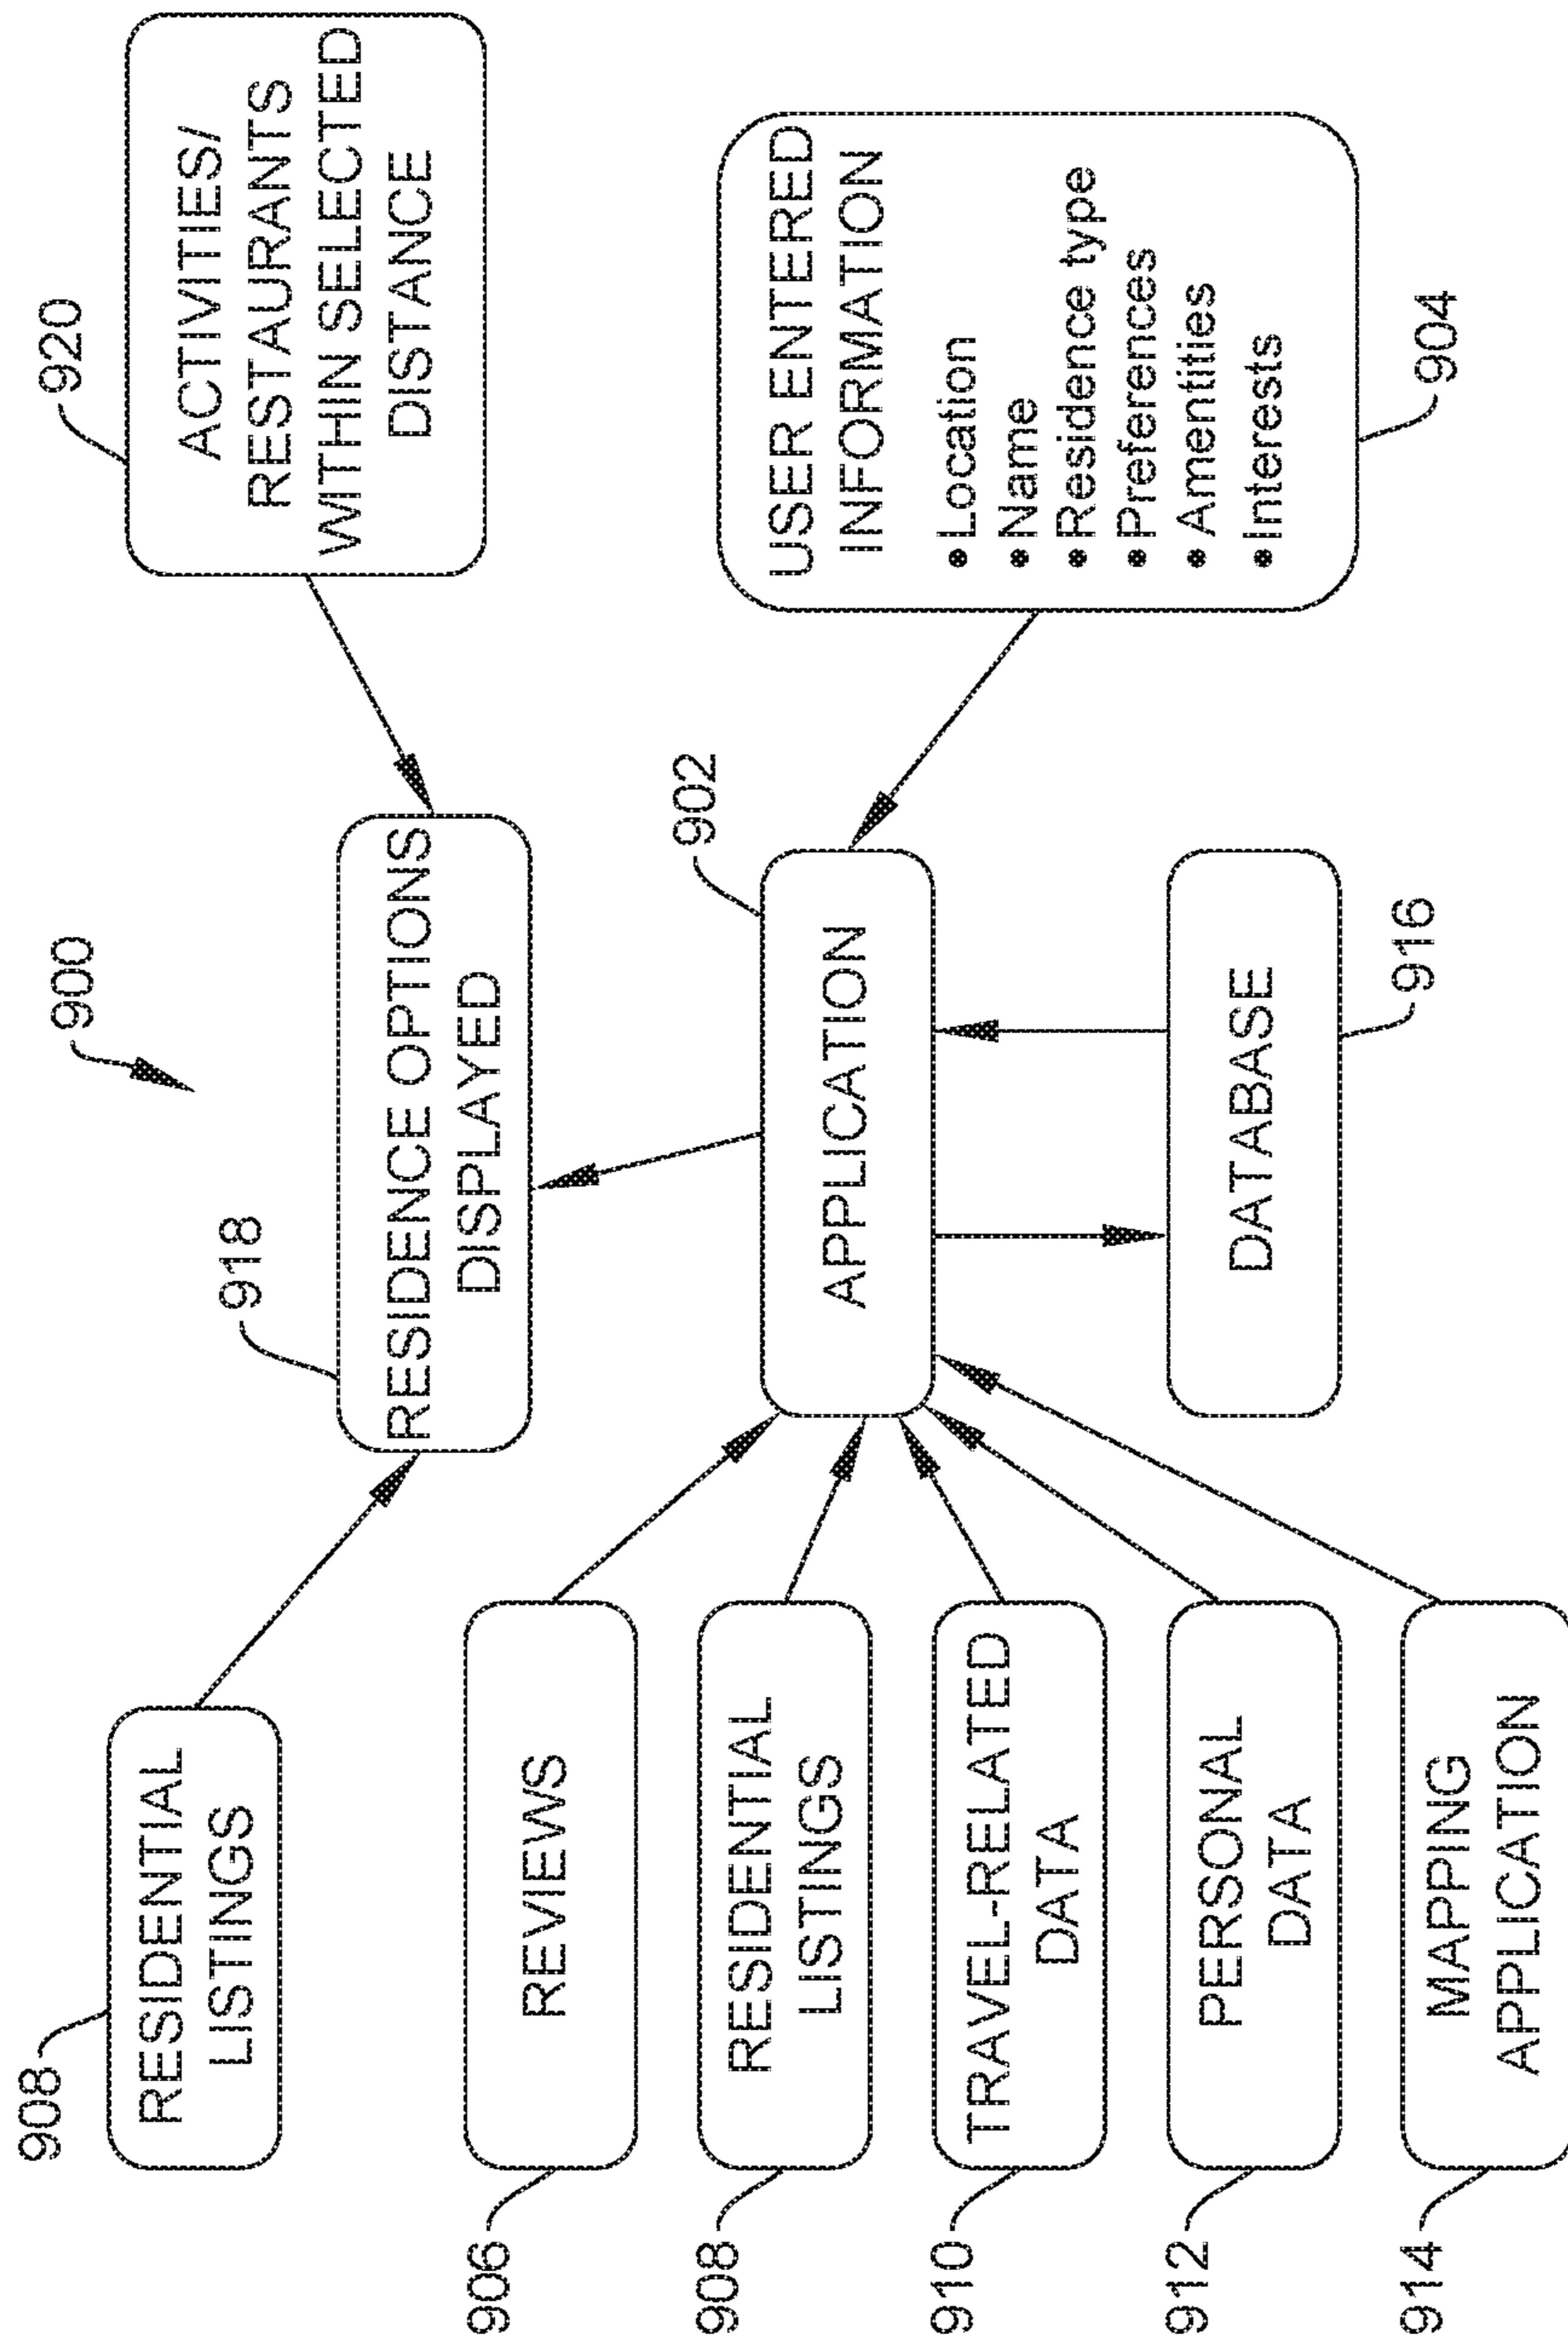 900
908
RESIDENTIAL
LISTINGS
918
RESIDENCE OPTIONS
DISPLAYED
920
ACTIVITIES/
RESTAURANTS
WITHIN SELECTED
DISTANCE
906
REVIEWS
908
RESIDENTIAL
LISTINGS
910
TRAVEL-RELATED
DATA
912
PERSONAL
DATA
914
MAPPING
APPLICATION
902
APPLICATION
DATABASE
916
USER ENTERED
INFORMATION
• Location
• Name
• Residence type
• Preferences
• Amentities
• Interests
904